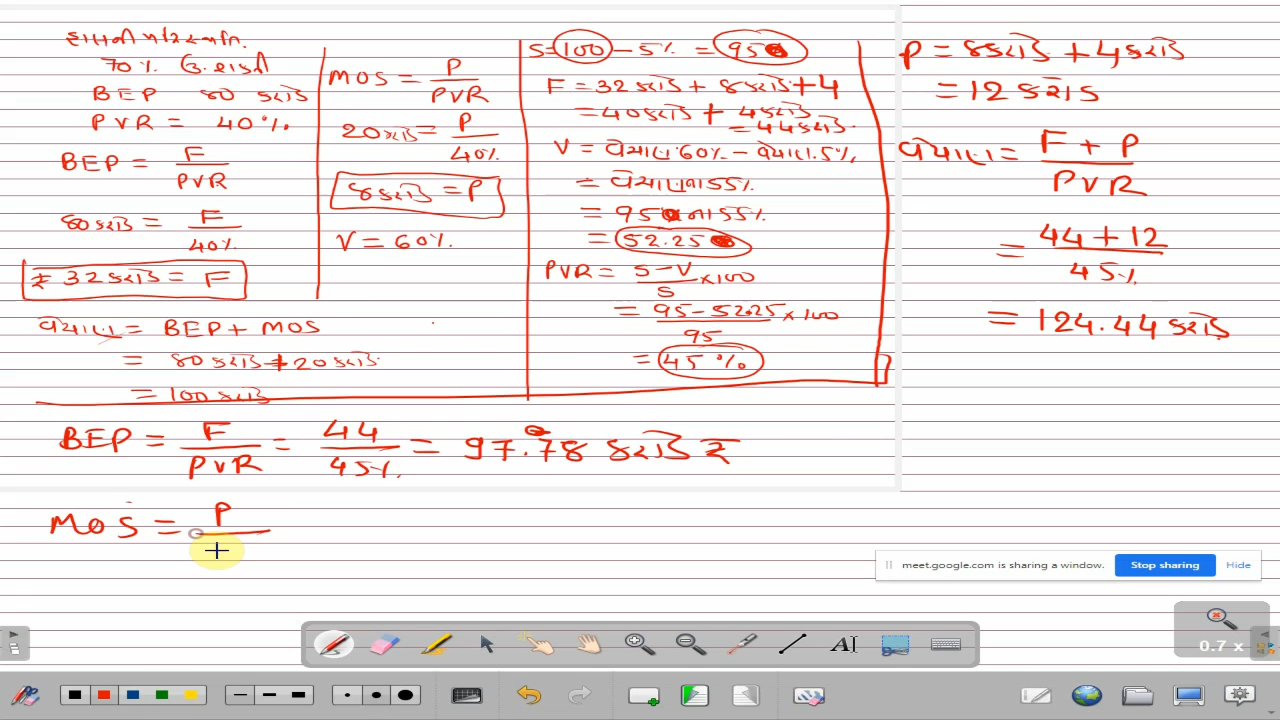 હાલની પરિસ્થિતિ
70%
BEP 80 કરોડ
PVR = 40%.
BEP = F / PVR
80 કરોડ = F / 40%
₹ 32 કરોડ = F
વેચાણ = BEP + MOS
= 80 કરોડ + 20 કરોડ
= 100 કરોડ
MOS = P / PVR
20 કરોડ = P / 40%
8 કરોડ = P
V = 60%.
S = 100 - 5% = 95
F = 32 કરોડ + 8 કરોડ + 4
= 40 કરોડ + 4 કરોડ
= 44 કરોડ.
V = વેચાણ 60% - વેચાણ 5%
= વેચાણના 55%
= 95 ના 55%
= 52.25
PVR = S-V / S × 100
= 95 - 52.25 / 95 × 100
= 45%
P = 8 કરોડ + 4 કરોડ
= 12 કરોડ
વેચાણ = F + P / PVR
= 44 + 12 / 45%
= 124.44 કરોડ
BEP = F / PVR = 44 / 45% = 97.78 કરોડ ₹
MOS = P
meet.google.com is sharing a window. Stop sharing Hide
AI
0.7 x